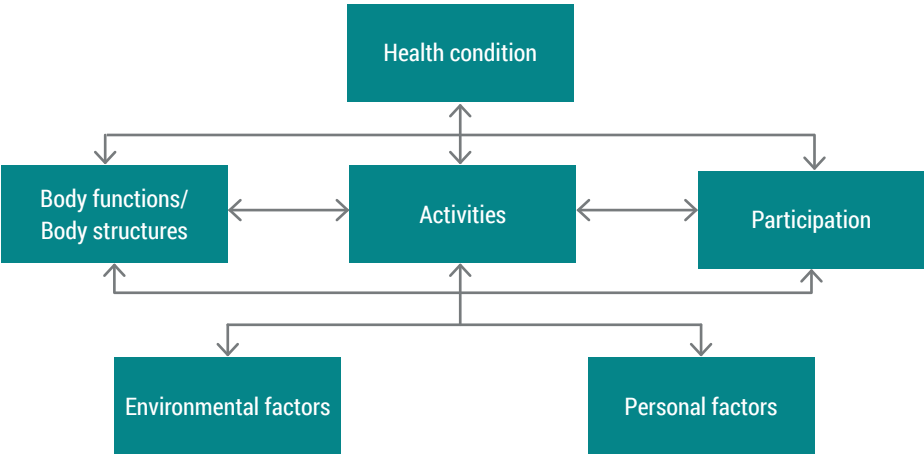 Health condition
Body functions/
Body structures
Activities
Participation
Environmental factors
Personal factors